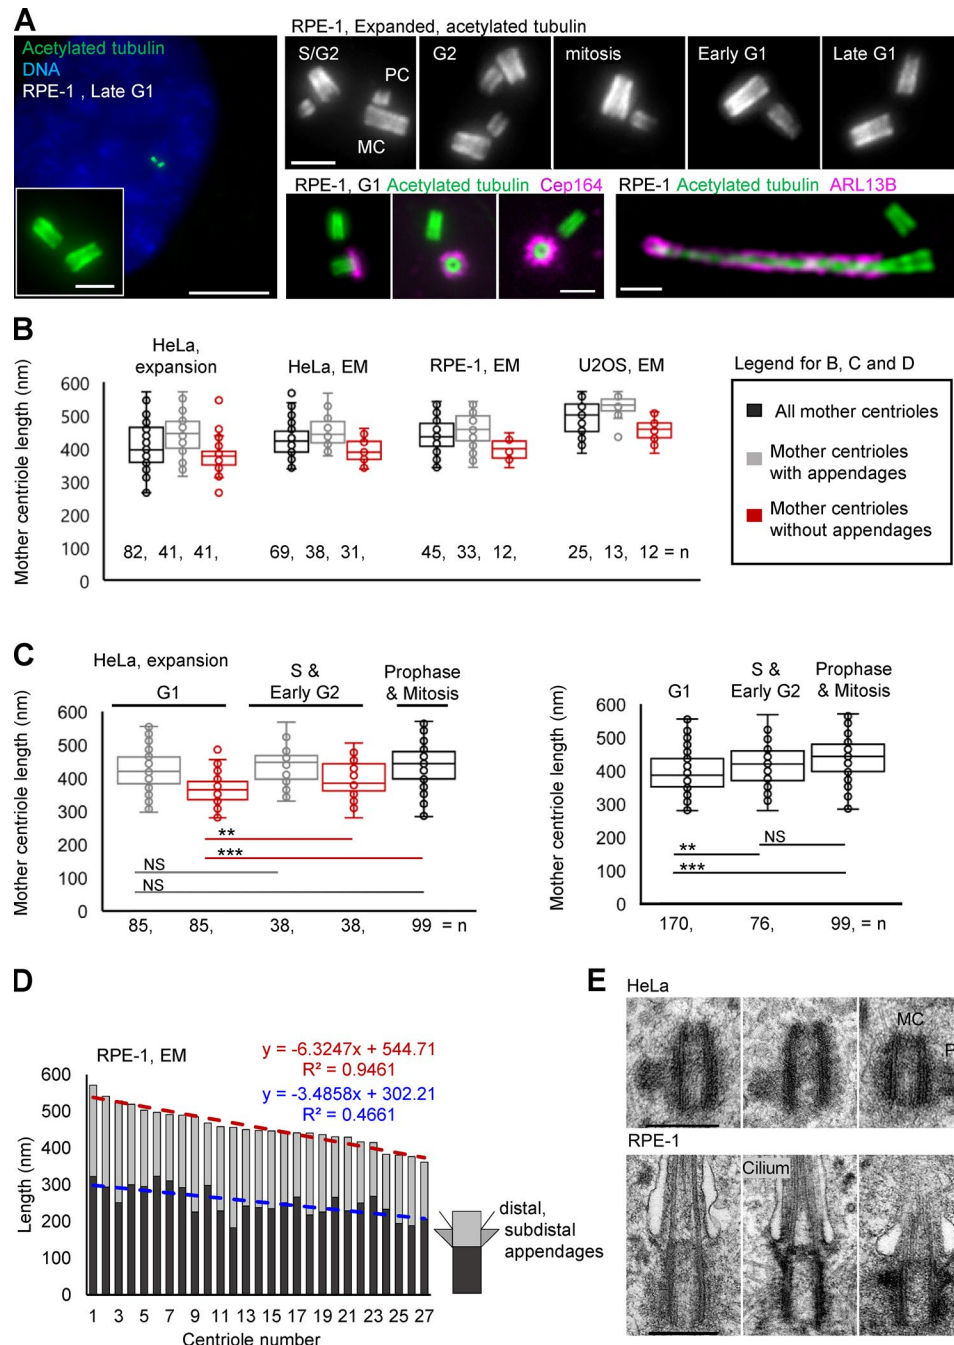 A
RPE-1, Expanded, acetylated tubulin
Acetylated tubulin
DNA
RPE-1 , Late G1
S/G2
PC
MC
G2
mitosis
Early G1
Late G1
RPE-1, G1 Acetylated tubulin Cep164
RPE-1 Acetylated tubulin ARL13B
B
HeLa, expansion
HeLa, EM
RPE-1, EM
U2OS, EM
Mother centriole length (nm)
600
500
400
300
200
100
0
82, 41, 41,
69, 38, 31,
45, 33, 12,
25, 13, 12 = n
Legend for B, C and D
All mother centrioles
Mother centrioles
with appendages
Mother centrioles
without appendages
C
HeLa, expansion
G1
S &
Early G2
Prophase
& Mitosis
Mother centriole length (nm)
600
500
400
300
200
100
0
**
***
NS
NS
85, 85, 38, 38, 99 = n
G1
S &
Early G2
Prophase
& Mitosis
Mother centriole length (nm)
600
500
400
300
200
100
0
NS
**
***
170, 76, 99, = n
D
RPE-1, EM
y = -6.3247x + 544.71
R² = 0.9461
y = -3.4858x + 302.21
R² = 0.4661
Length (nm)
600
500
400
300
200
100
0
1 3 5 7 9 11 13 15 17 19 21 23 25 27
Centriole number
distal,
subdistal
appendages
E
HeLa
MC
P
RPE-1
Cilium